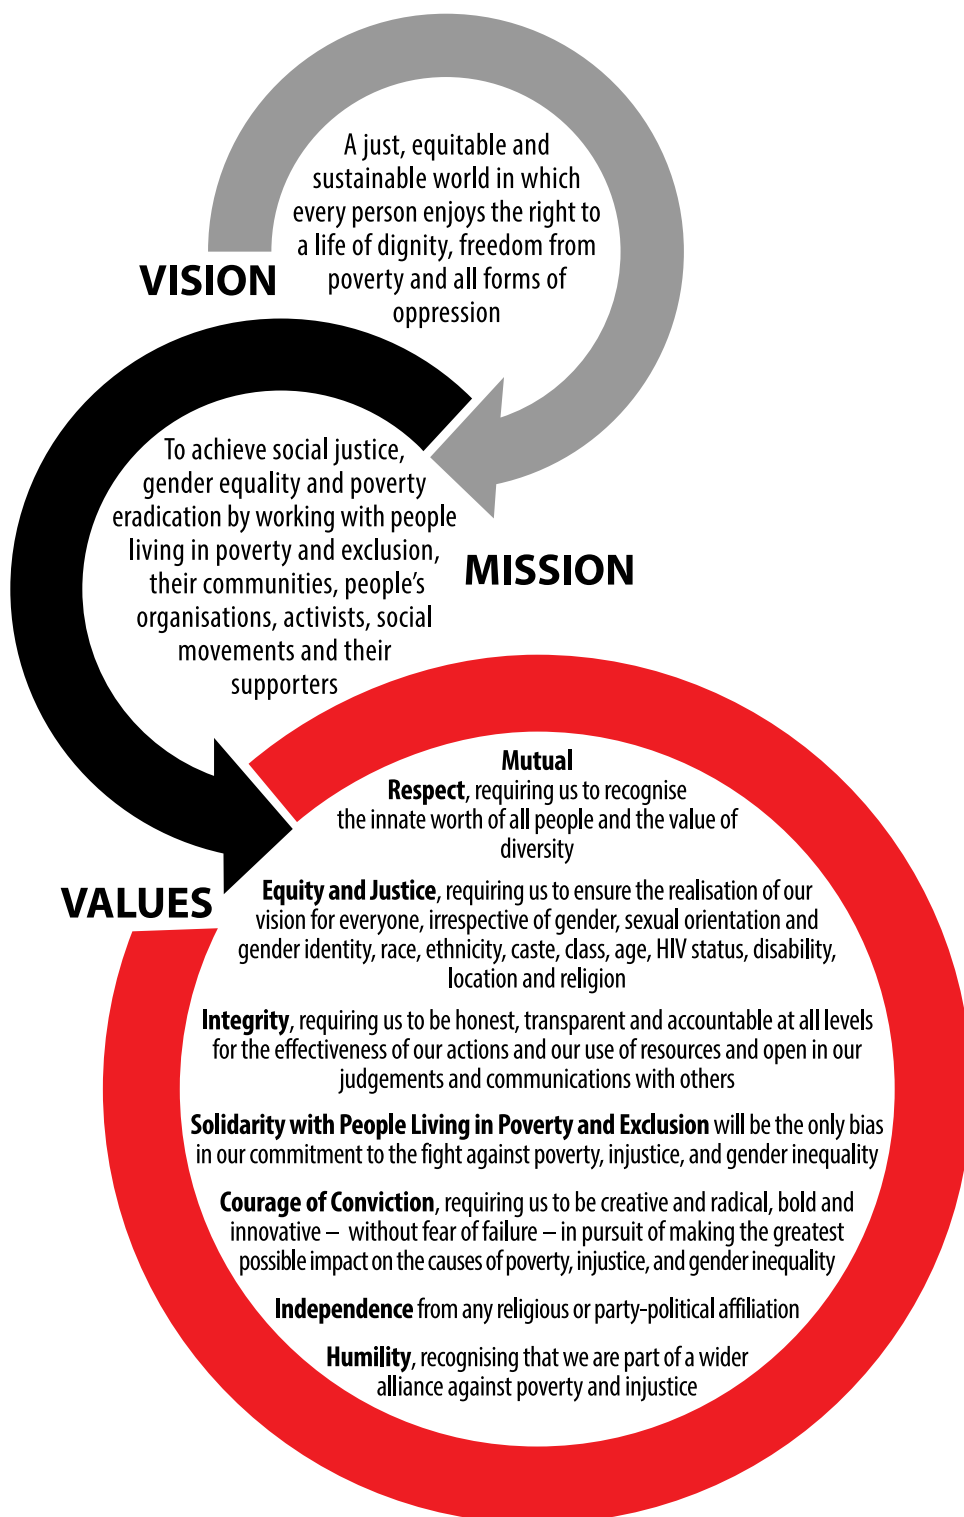 A just, equitable and
sustainable world in which
every person enjoys the right to
a life of dignity, freedom from
poverty and all forms of
oppression
VISION
To achieve social justice,
gender equality and poverty
eradication by working with people
living in poverty and exclusion,
their communities, people’s
organisations, activists, social
movements and their
supporters
MISSION
Mutual
Respect, requiring us to recognise
the innate worth of all people and the value of
diversity
VALUES
Equity and Justice, requiring us to ensure the realisation of our
vision for everyone, irrespective of gender, sexual orientation and
gender identity, race, ethnicity, caste, class, age, HIV status, disability,
location and religion
Integrity, requiring us to be honest, transparent and accountable at all levels
for the effectiveness of our actions and our use of resources and open in our
judgements and communications with others
Solidarity with People Living in Poverty and Exclusion will be the only bias
in our commitment to the fight against poverty, injustice, and gender inequality
Courage of Conviction, requiring us to be creative and radical, bold and
innovative – without fear of failure – in pursuit of making the greatest
possible impact on the causes of poverty, injustice, and gender inequality
Independence from any religious or party-political affiliation
Humility, recognising that we are part of a wider
alliance against poverty and injustice